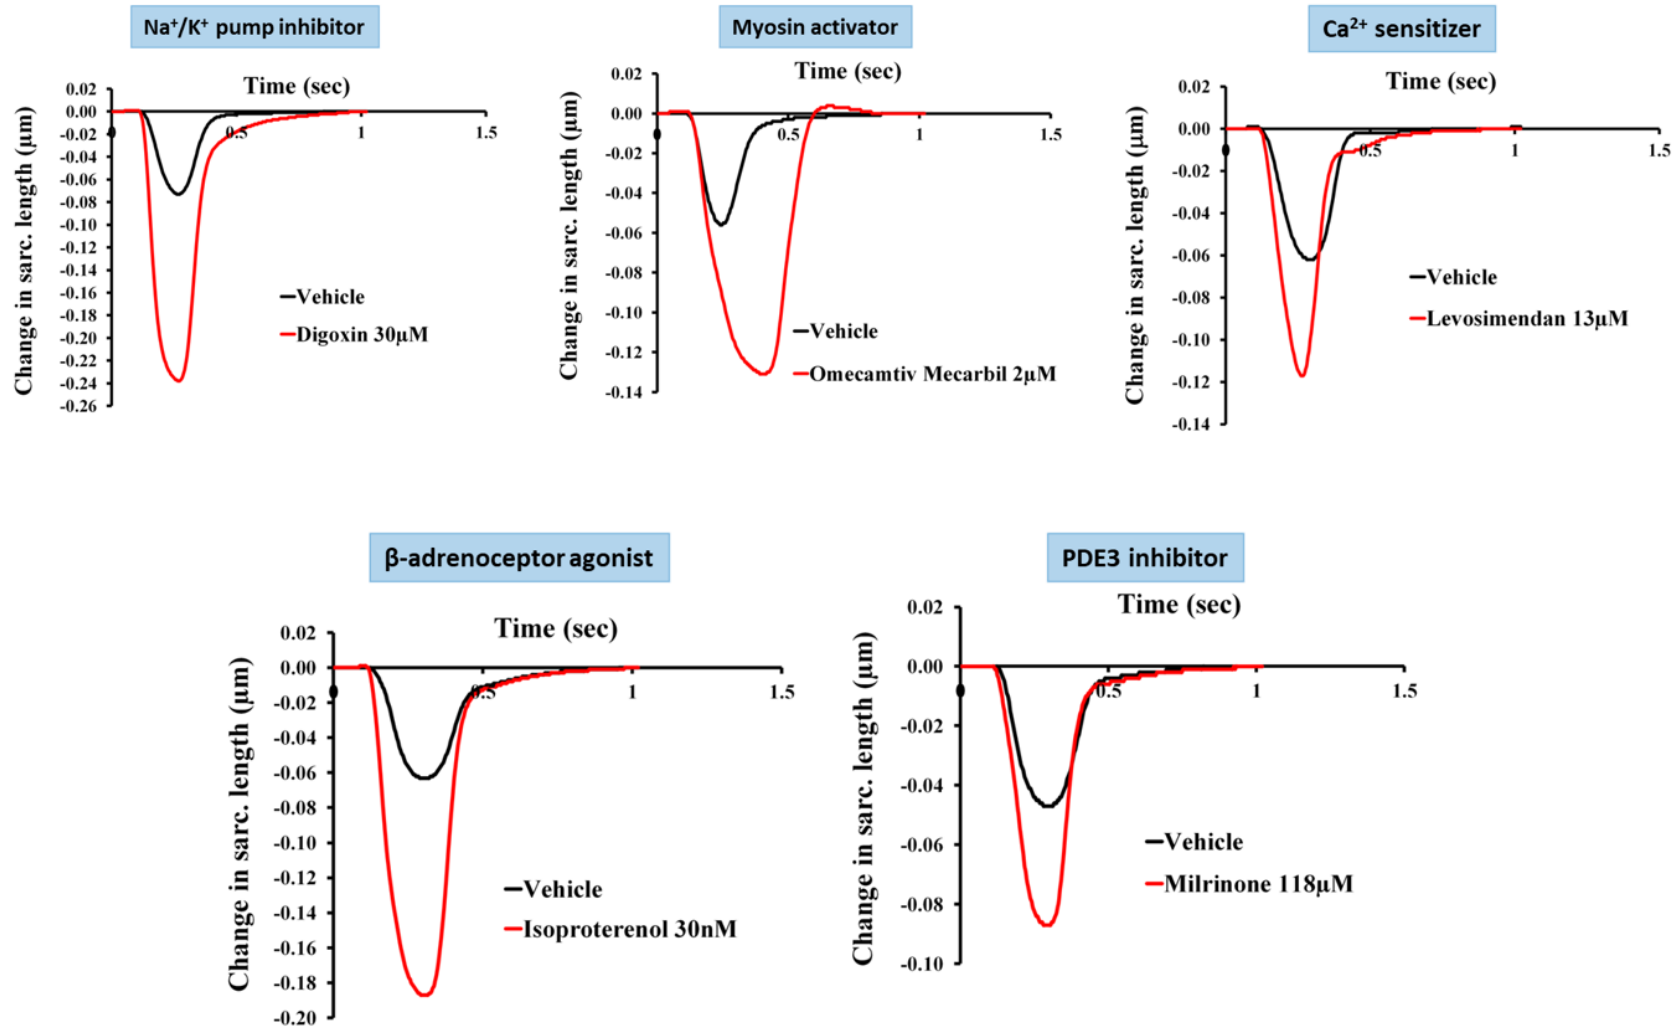 Na⁺/K⁺ pump inhibitor
Time (sec)
Change in sarc. length (µm)
0.02
0.00
-0.02
-0.04
-0.06
-0.08
-0.10
-0.12
-0.14
-0.16
-0.18
-0.20
-0.22
-0.24
-0.26
0
0.5
1
1.5
Vehicle
Digoxin 30µM
Myosin activator
Time (sec)
Change in sarc. length (µm)
0.02
0.00
-0.02
-0.04
-0.06
-0.08
-0.10
-0.12
-0.14
0
0.5
1
1.5
Vehicle
Omecamtiv Mecarbil 2µM
Ca²⁺ sensitizer
Time (sec)
Change in sarc. length (µm)
0.02
0.00
-0.02
-0.04
-0.06
-0.08
-0.10
-0.12
-0.14
0
0.5
1
1.5
Vehicle
Levosimendan 13µM
β-adrenoceptor agonist
Time (sec)
Change in sarc. length (µm)
0.02
0.00
-0.02
-0.04
-0.06
-0.08
-0.10
-0.12
-0.14
-0.16
-0.18
-0.20
0
0.5
1
1.5
Vehicle
Isoproterenol 30nM
PDE3 inhibitor
Time (sec)
Change in sarc. length (µm)
0.02
0.00
-0.02
-0.04
-0.06
-0.08
-0.10
0
0.5
1
1.5
Vehicle
Milrinone 118µM